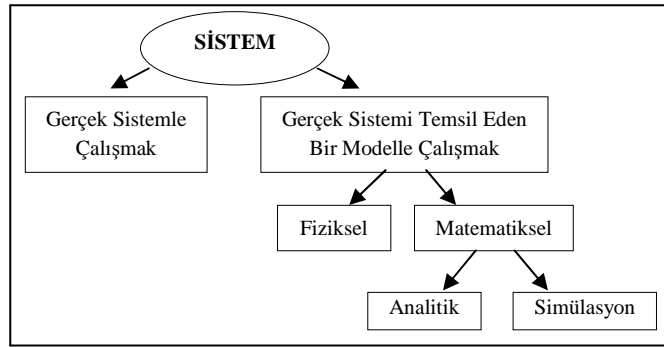 SİSTEM
Gerçek Sistemle
Çalışmak
Gerçek Sistemi Temsil Eden
Bir Modelle Çalışmak
Fiziksel
Matematiksel
Analitik
Simülasyon